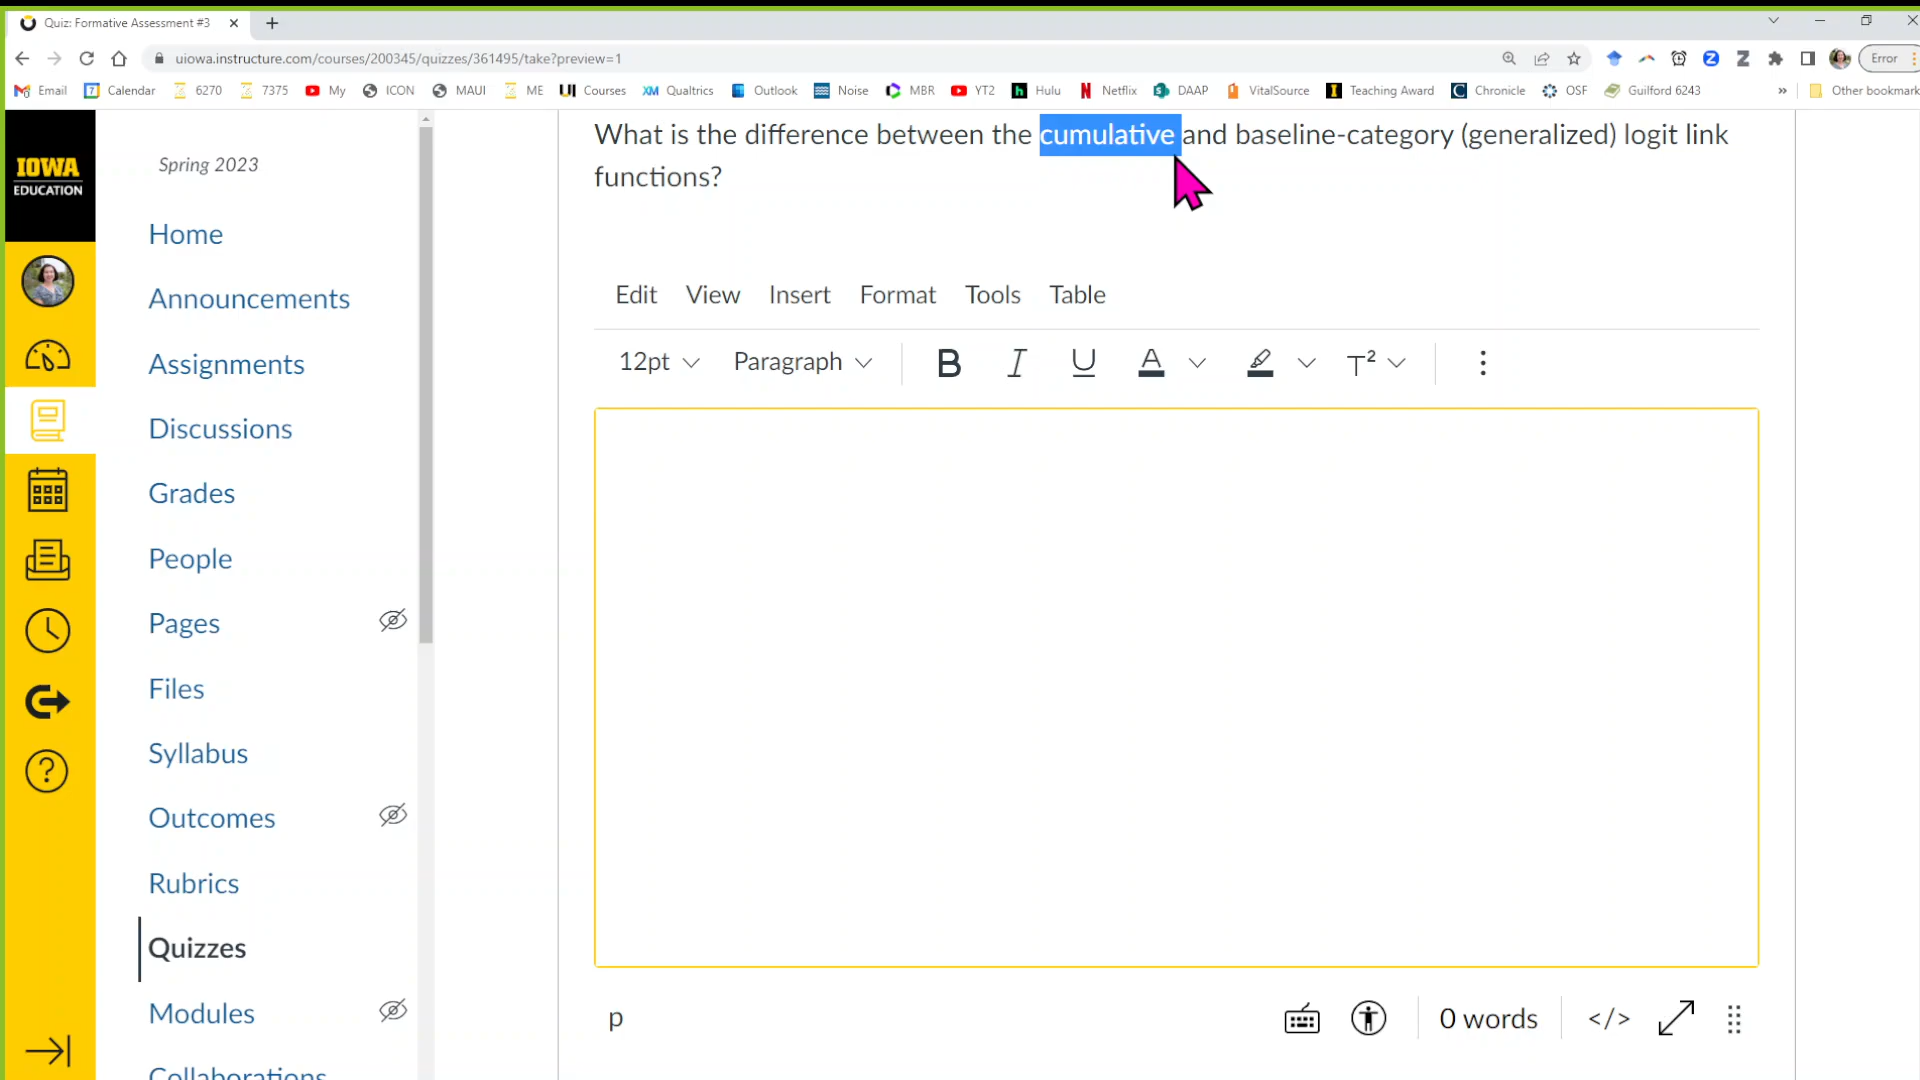 Quiz: Formative Assessment #3
uiowa.instructure.com/courses/200345/quizzes/361495/take?preview=1
Error
Email Calendar 6270 7375 My ICON MAUI ME Courses Qualtrics Outlook Noise MBR YT2 Hulu Netflix DAAP VitalSource Teaching Award Chronicle OSF Guilford 6243 » Other bookmark
IOWA
EDUCATION
Spring 2023
Home
Announcements
Assignments
Discussions
Grades
People
Pages
Files
Syllabus
Outcomes
Rubrics
Quizzes
Modules
Collaborations
What is the difference between the cumulative and baseline-category (generalized) logit link
functions?
Edit View Insert Format Tools Table
12pt Paragraph B I U A T²
p
0 words </>